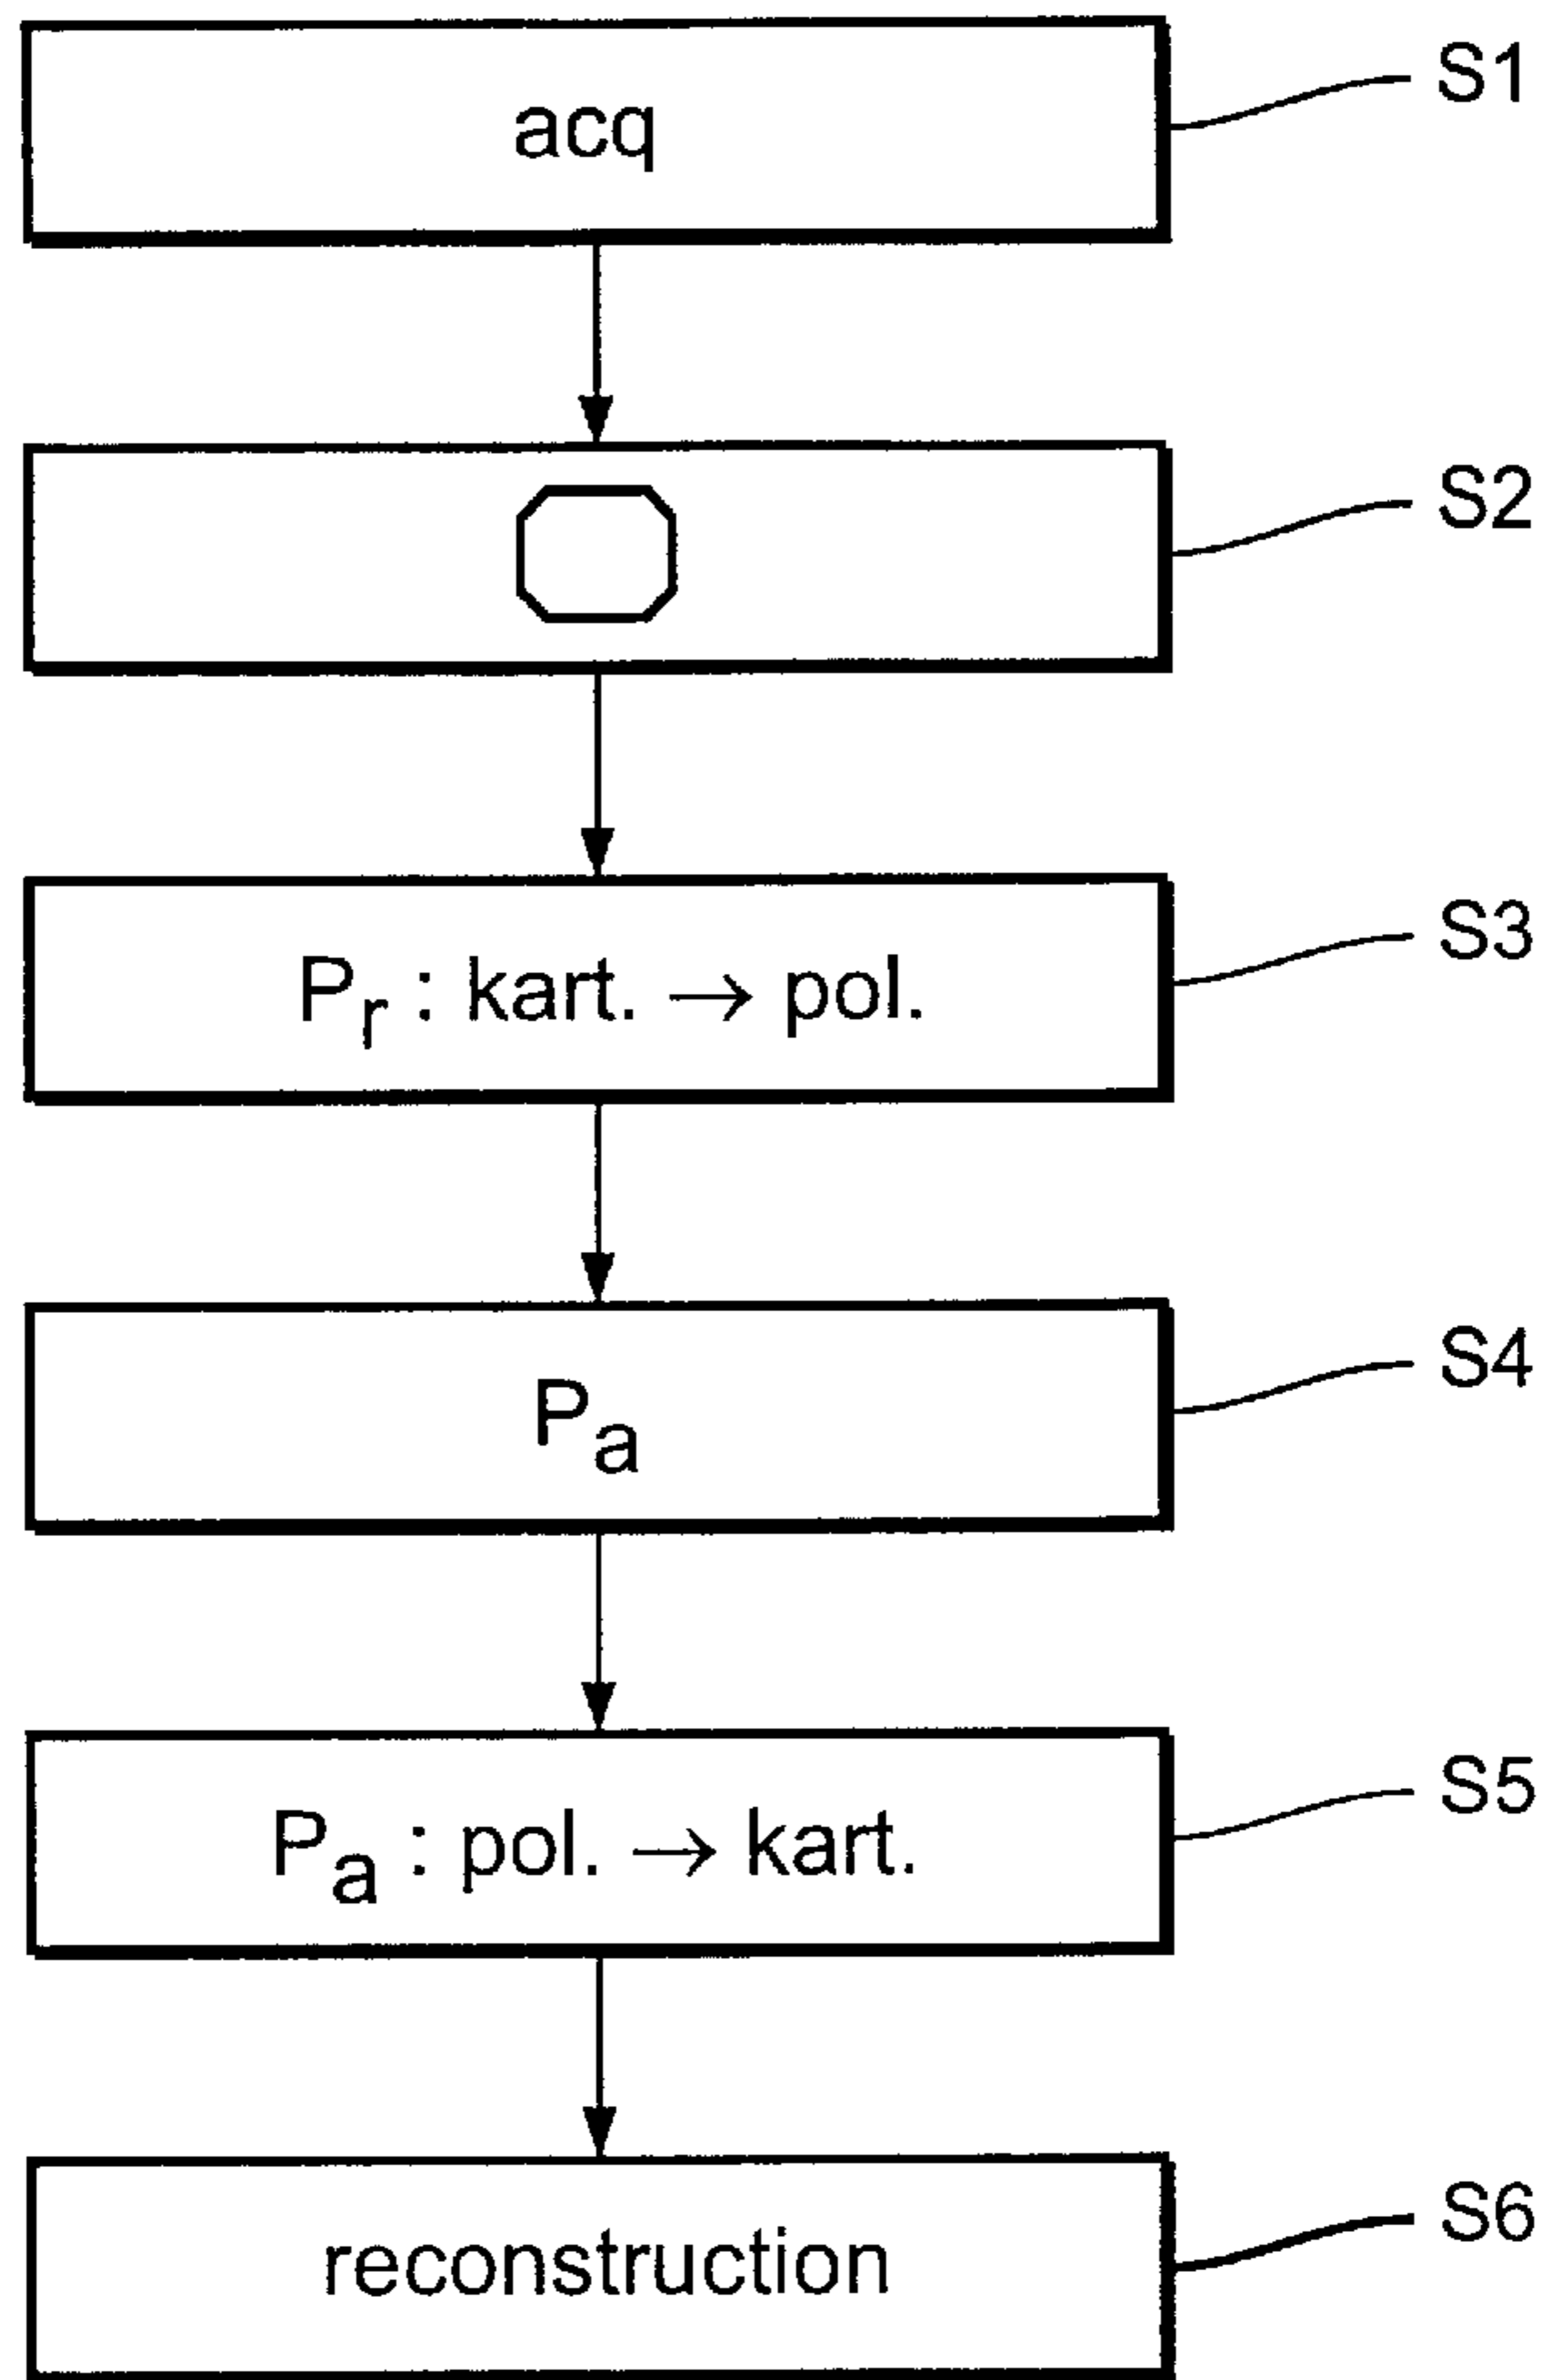 acq
S1
S2
Pr : kart. → pol.
S3
Pa
S4
Pa : pol. → kart.
S5
reconstruction
S6